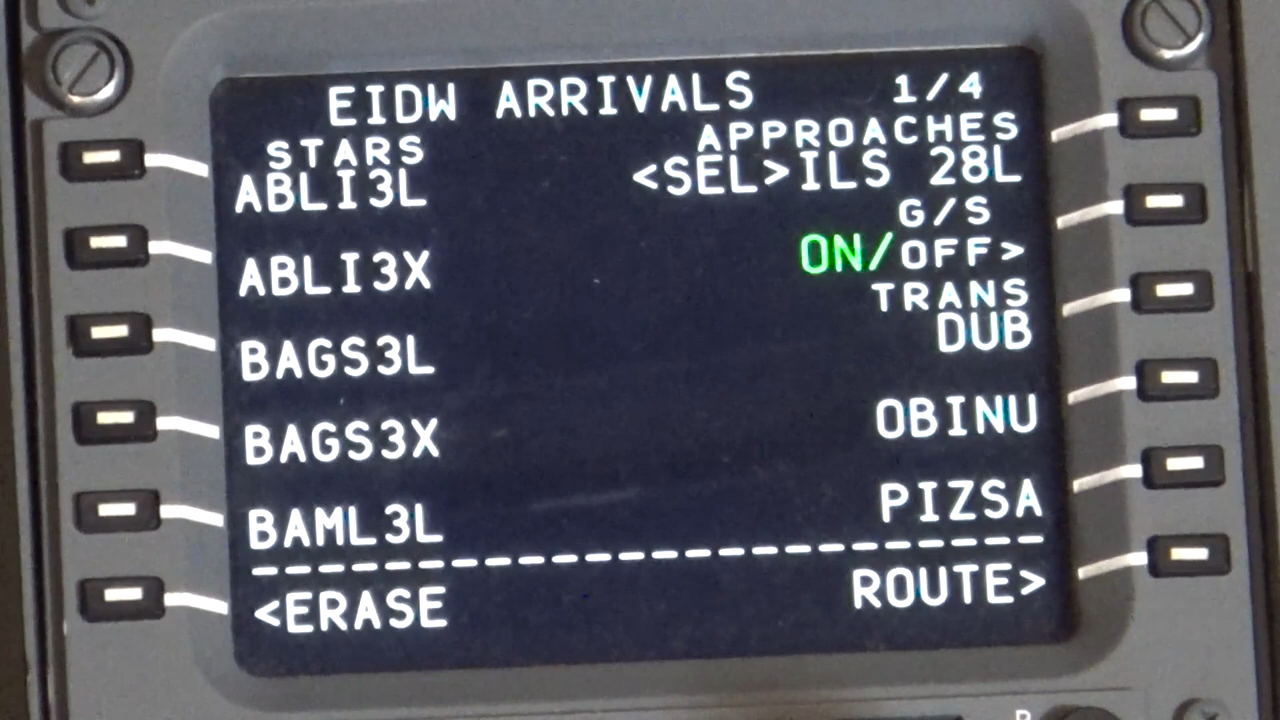 EIDW ARRIVALS 1/4
STARS APPROACHES
ABLI3L <SEL>ILS 28L
G/S
ABLI3X ON/OFF>
TRANS
BAGS3L DUB
BAGS3X OBINU
BAML3L PIZSA
<ERASE ROUTE>